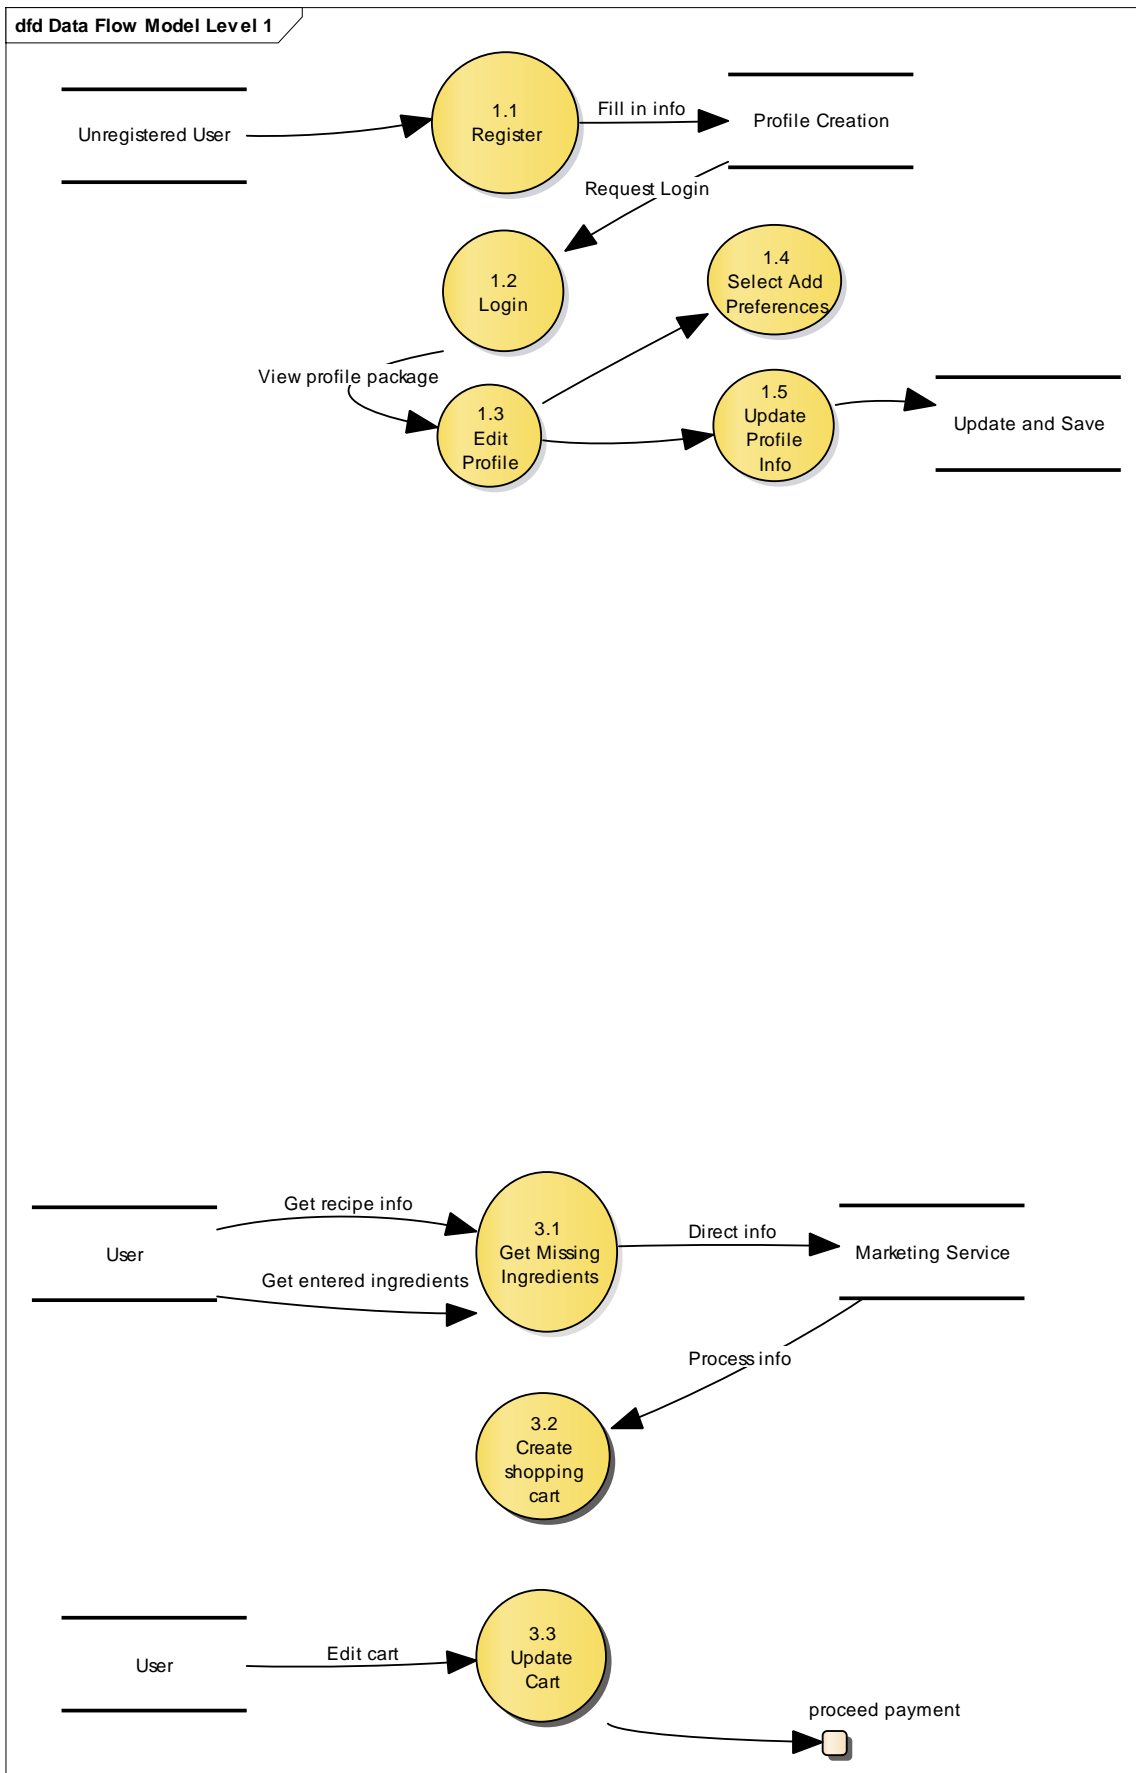 dfd Data Flow Model Level 1
Unregistered User
1.1
Register
Fill in info
Profile Creation
Request Login
1.2
Login
1.4
Select Add
Preferences
View profile package
1.3
Edit
Profile
1.5
Update
Profile
Info
Update and Save
User
Get recipe info
Get entered ingredients
3.1
Get Missing
Ingredients
Direct info
Marketing Service
Process info
3.2
Create
shopping
cart
User
Edit cart
3.3
Update
Cart
proceed payment